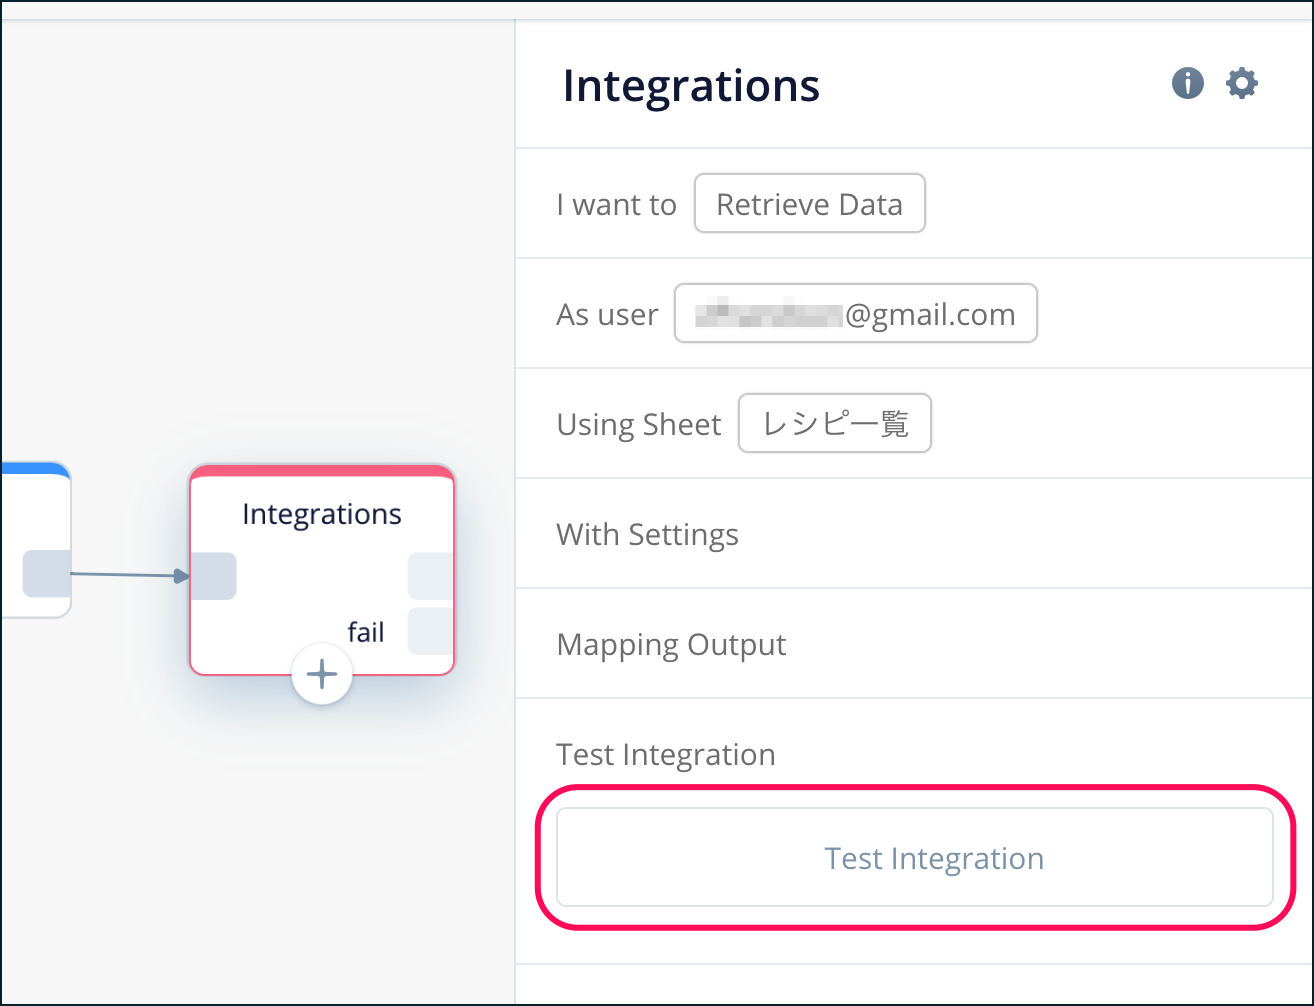 Integrations
I want to Retrieve Data
As user @gmail.com
Using Sheet レシピ一覧
With Settings
Mapping Output
Test Integration
Test Integration
Integrations
fail